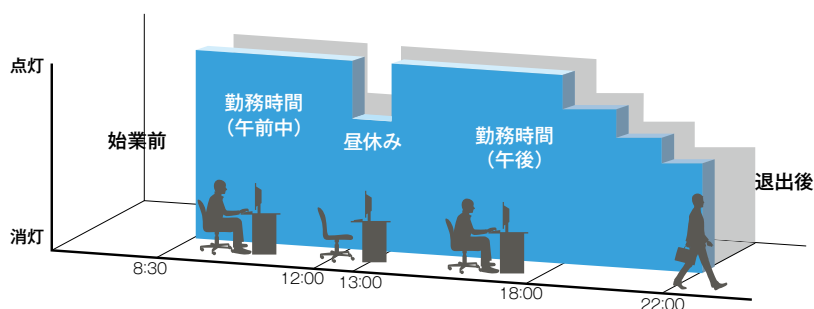 点灯
始業前
消灯
勤務時間
（午前中）
昼休み
勤務時間
（午後）
退出後
8:30
12:00
13:00
18:00
22:00